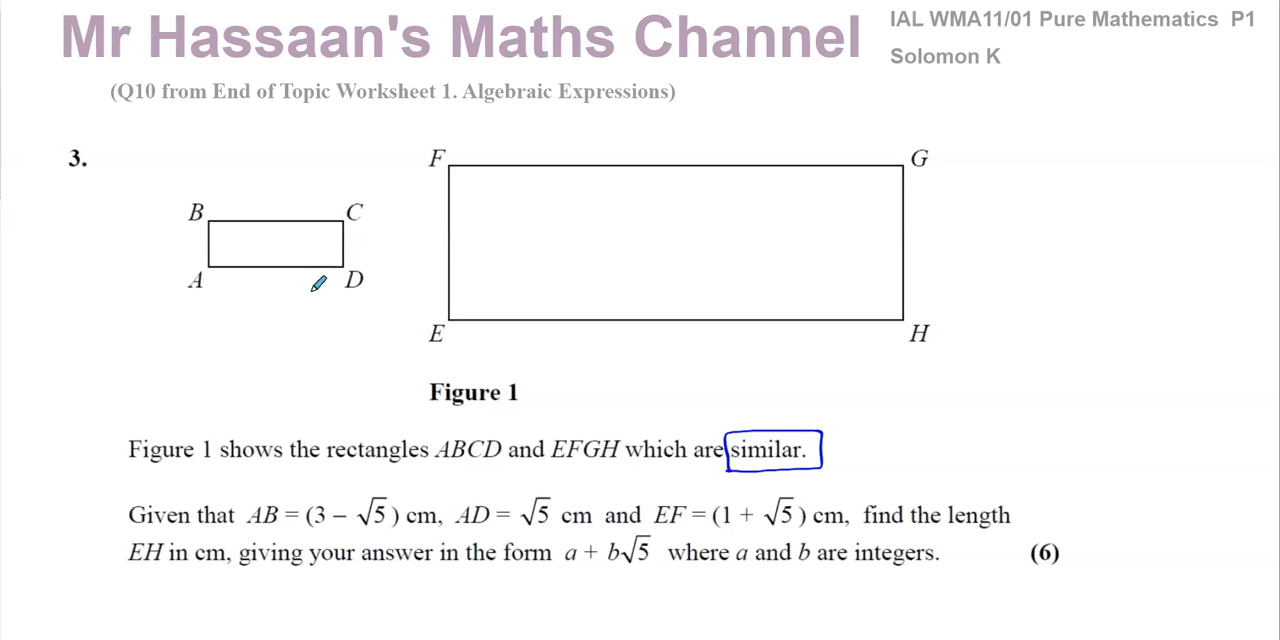 Mr Hassaan's Maths Channel
IAL WMA11/01 Pure Mathematics P1
Solomon K
(Q10 from End of Topic Worksheet 1. Algebraic Expressions)
3.
F
G
B
C
A
D
E
H
Figure 1
Figure 1 shows the rectangles ABCD and EFGH which are similar.
Given that AB = (3 − √5) cm, AD = √5 cm and EF = (1 + √5) cm, find the length
EH in cm, giving your answer in the form a + b√5 where a and b are integers. (6)